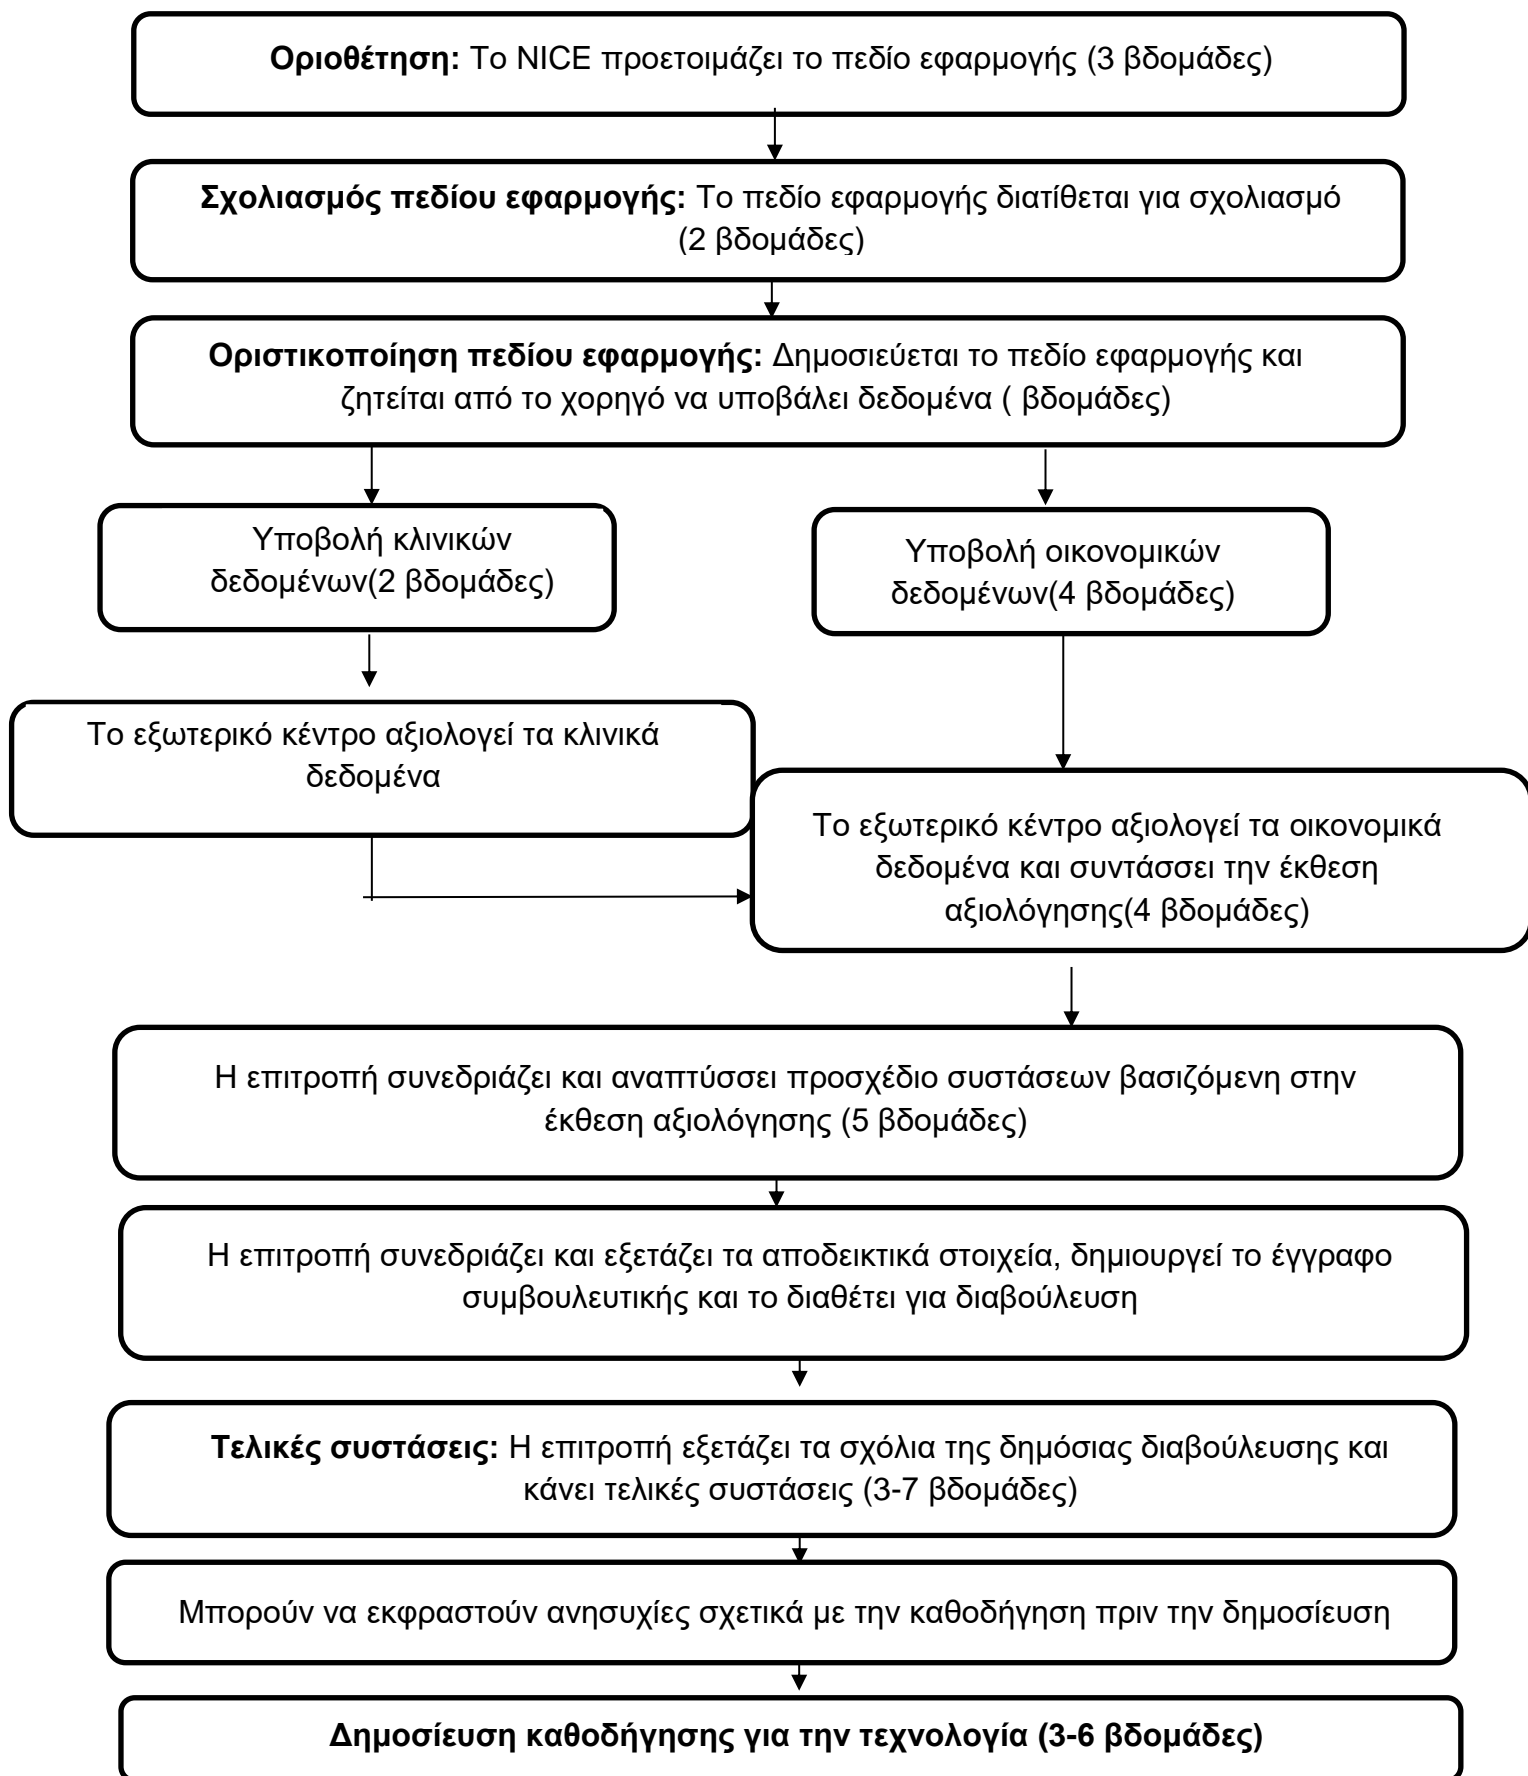 Οριοθέτηση: Το NICE προετοιμάζει το πεδίο εφαρμογής (3 βδομάδες)
Σχολιασμός πεδίου εφαρμογής: Το πεδίο εφαρμογής διατίθεται για σχολιασμό
(2 βδομάδες)
Οριστικοποίηση πεδίου εφαρμογής: Δημοσιεύεται το πεδίο εφαρμογής και
ζητείται από το χορηγό να υποβάλει δεδομένα ( βδομάδες)
Υποβολή κλινικών
δεδομένων(2 βδομάδες)
Υποβολή οικονομικών
δεδομένων(4 βδομάδες)
Το εξωτερικό κέντρο αξιολογεί τα κλινικά
δεδομένα
Το εξωτερικό κέντρο αξιολογεί τα οικονομικά
δεδομένα και συντάσσει την έκθεση
αξιολόγησης(4 βδομάδες)
Η επιτροπή συνεδριάζει και αναπτύσσει προσχέδιο συστάσεων βασιζόμενη στην
έκθεση αξιολόγησης (5 βδομάδες)
Η επιτροπή συνεδριάζει και εξετάζει τα αποδεικτικά στοιχεία, δημιουργεί το έγγραφο
συμβουλευτικής και το διαθέτει για διαβούλευση
Τελικές συστάσεις: Η επιτροπή εξετάζει τα σχόλια της δημόσιας διαβούλευσης και
κάνει τελικές συστάσεις (3-7 βδομάδες)
Μπορούν να εκφραστούν ανησυχίες σχετικά με την καθοδήγηση πριν την δημοσίευση
Δημοσίευση καθοδήγησης για την τεχνολογία (3-6 βδομάδες)